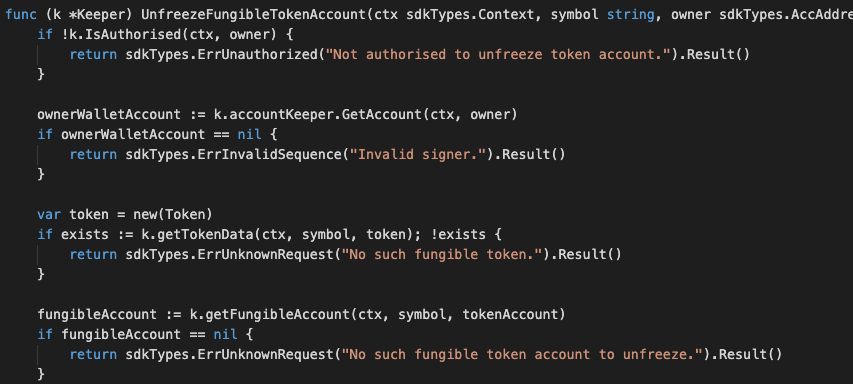 func (k *Keeper) UnfreezeFungibleTokenAccount(ctx sdkTypes.Context, symbol string, owner sdkTypes.AccAddre
if !k.IsAuthorised(ctx, owner) {
return sdkTypes.ErrUnauthorized("Not authorised to unfreeze token account.").Result()
}
ownerWalletAccount := k.accountKeeper.GetAccount(ctx, owner)
if ownerWalletAccount == nil {
return sdkTypes.ErrInvalidSequence("Invalid signer.").Result()
}
var token = new(Token)
if exists := k.getTokenData(ctx, symbol, token); !exists {
return sdkTypes.ErrUnknownRequest("No such fungible token.").Result()
}
fungibleAccount := k.getFungibleAccount(ctx, symbol, tokenAccount)
if fungibleAccount == nil {
return sdkTypes.ErrUnknownRequest("No such fungible token account to unfreeze.").Result()
}